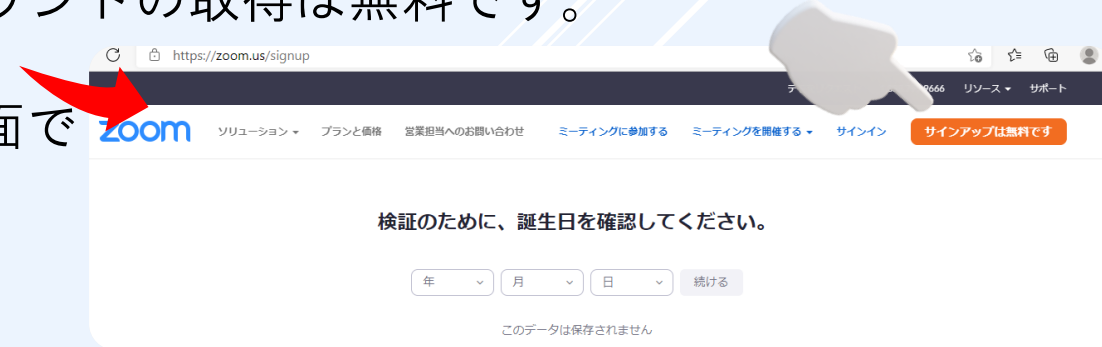 ウントの取得は無料です。
https://zoom.us/signup
9666 リソース サポート
面で
zoom ソリューション プランと価格 営業担当へのお問い合わせ ミーティングに参加する ミーティングを開催する サインイン サインアップは無料です
検証のために、誕生日を確認してください。
年 月 日 続ける
このデータは保存されません